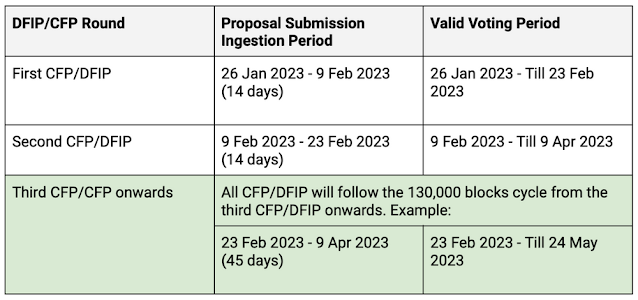 DFIP/CFP Round
Proposal Submission
Ingestion Period
Valid Voting Period
First CFP/DFIP
26 Jan 2023 - 9 Feb 2023
(14 days)
26 Jan 2023 - Till 23 Feb
2023
Second CFP/DFIP
9 Feb 2023 - 23 Feb 2023
(14 days)
9 Feb 2023 - Till 9 Apr 2023
Third CFP/CFP onwards
All CFP/DFIP will follow the 130,000 blocks cycle from the
third CFP/DFIP onwards. Example:
23 Feb 2023 - 9 Apr 2023
(45 days)
23 Feb 2023 - Till 24 May
2023